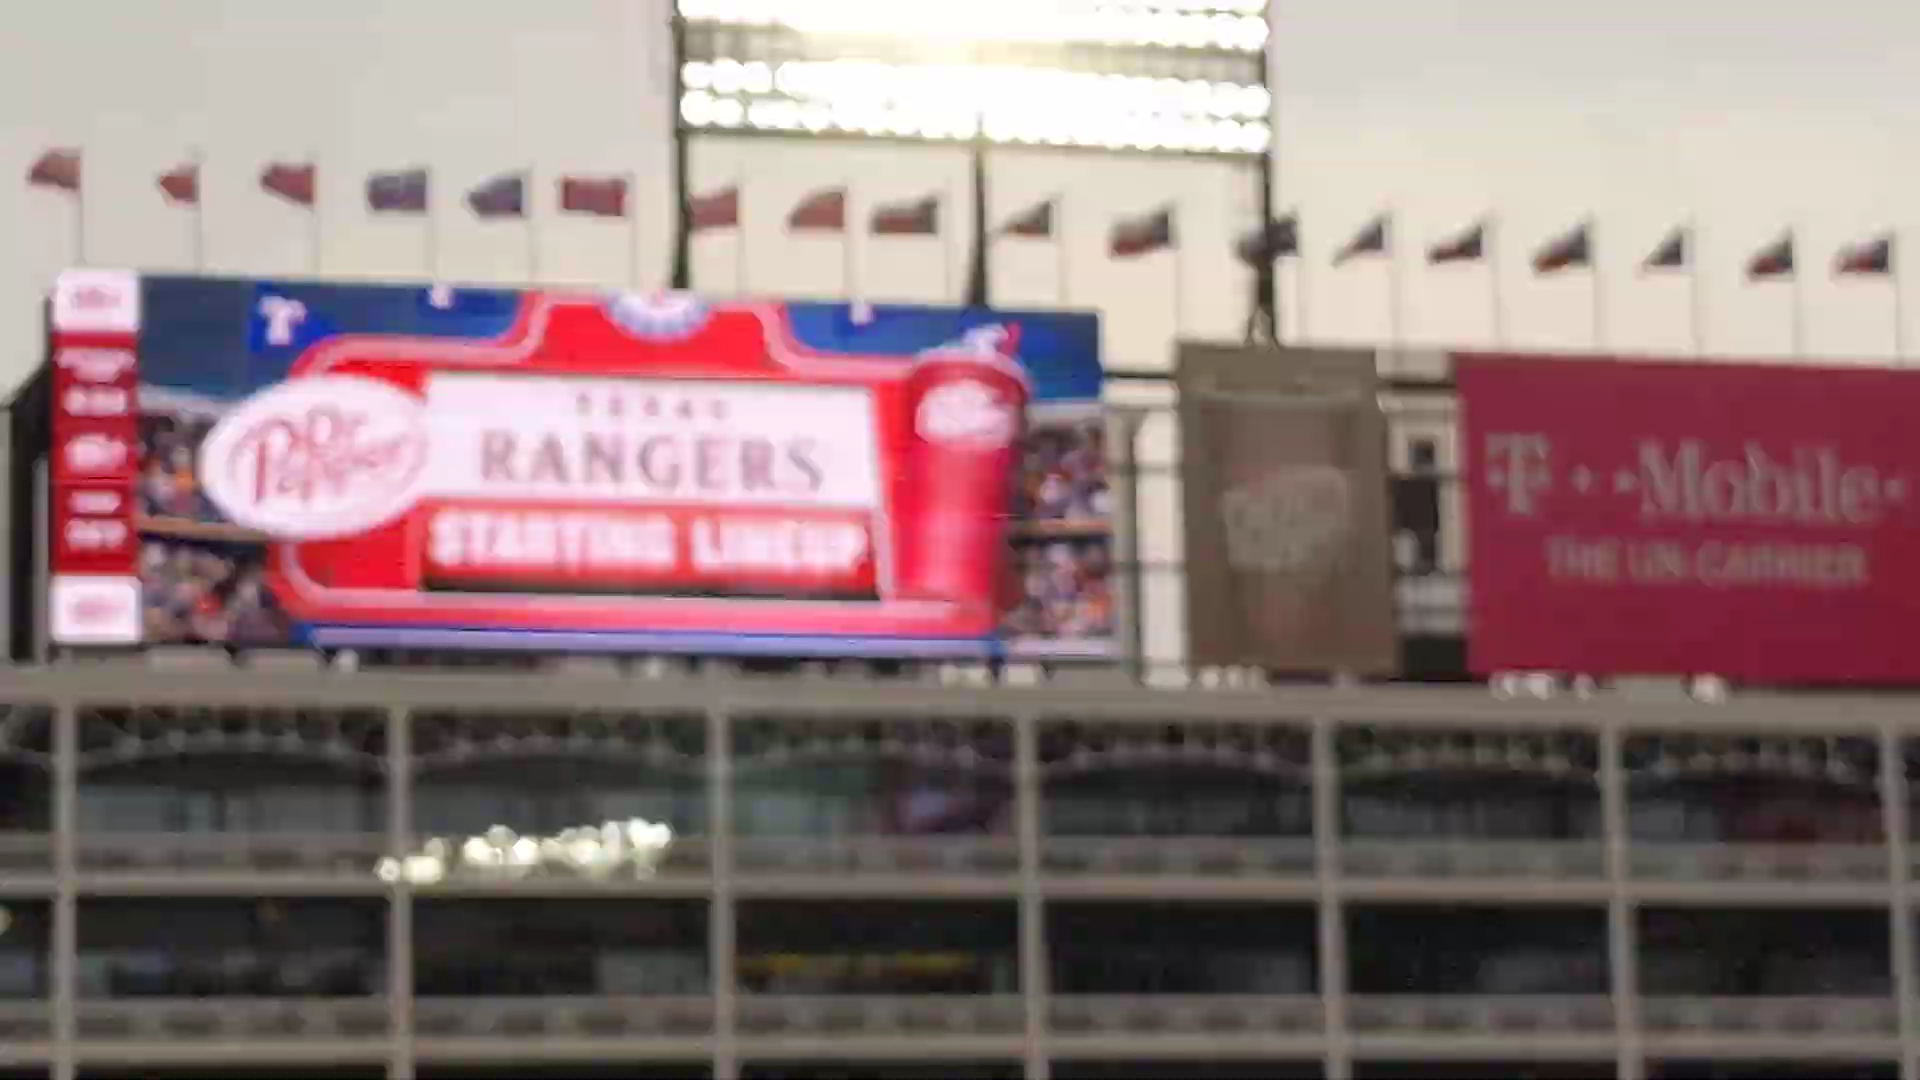 T
Dr Pepper
TEXAS
RANGERS
STARTING LINEUP
T··Mobile·
THE UN-CARRIER